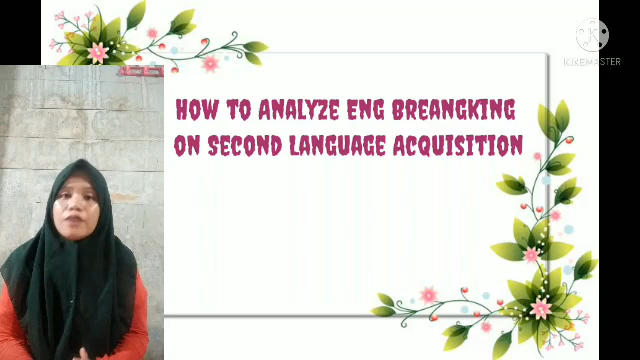 KINEMASTER
HOW TO ANALYZE ENG BREANGKING
ON SECOND LANGUAGE ACQUISITION